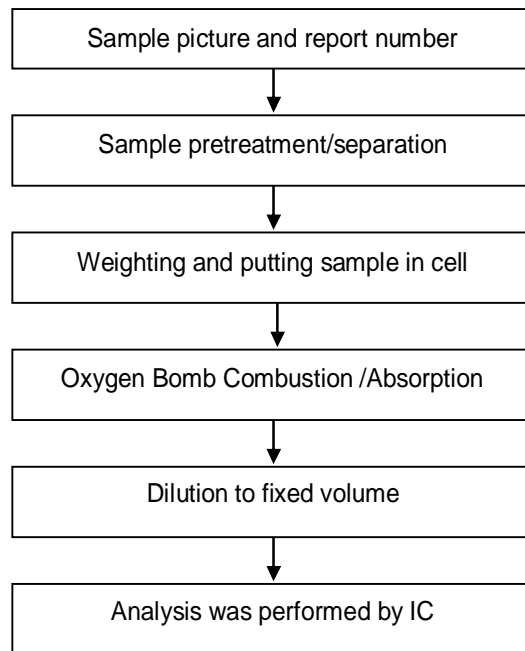 Sample picture and report number
Sample pretreatment/separation
Weighting and putting sample in cell
Oxygen Bomb Combustion /Absorption
Dilution to fixed volume
Analysis was performed by IC